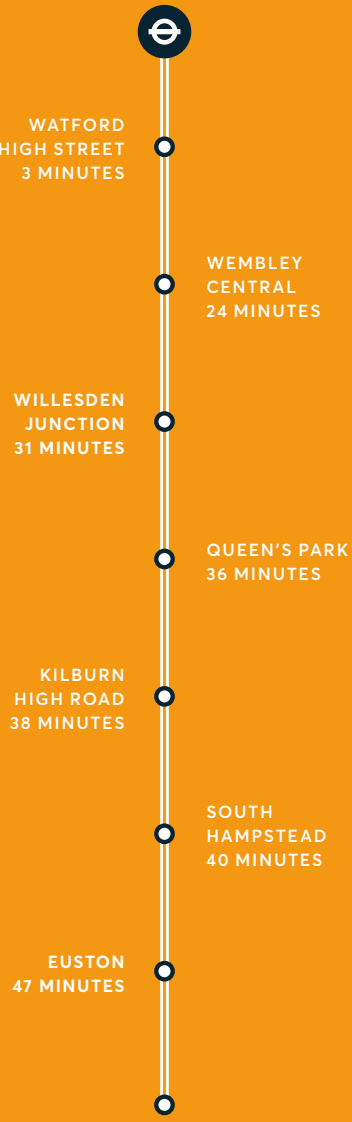 WATFORD
HIGH STREET
3 MINUTES
WEMBLEY
CENTRAL
24 MINUTES
WILLESDEN
JUNCTION
31 MINUTES
QUEEN'S PARK
36 MINUTES
KILBURN
HIGH ROAD
38 MINUTES
SOUTH
HAMPSTEAD
40 MINUTES
EUSTON
47 MINUTES